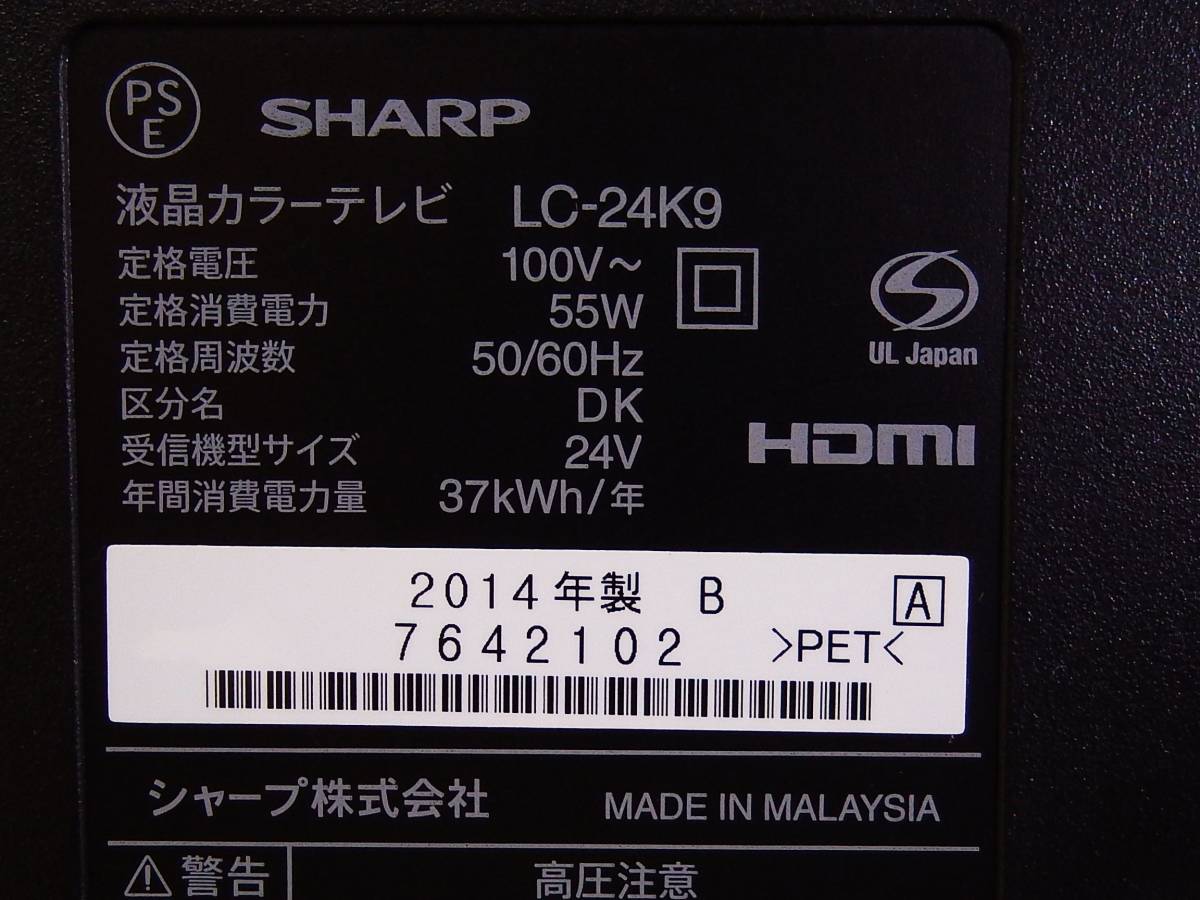 PSE SHARP
液晶カラーテレビ LC-24K9
定格電圧 100V～
定格消費電力 55W
定格周波数 50/60Hz
区分名 DK
受信機型サイズ 24V
年間消費電力量 37kWh/年
UL Japan
HDMI
2014年製 B A
7642102 >PET<
シャープ株式会社 MADE IN MALAYSIA
警告 高圧注意